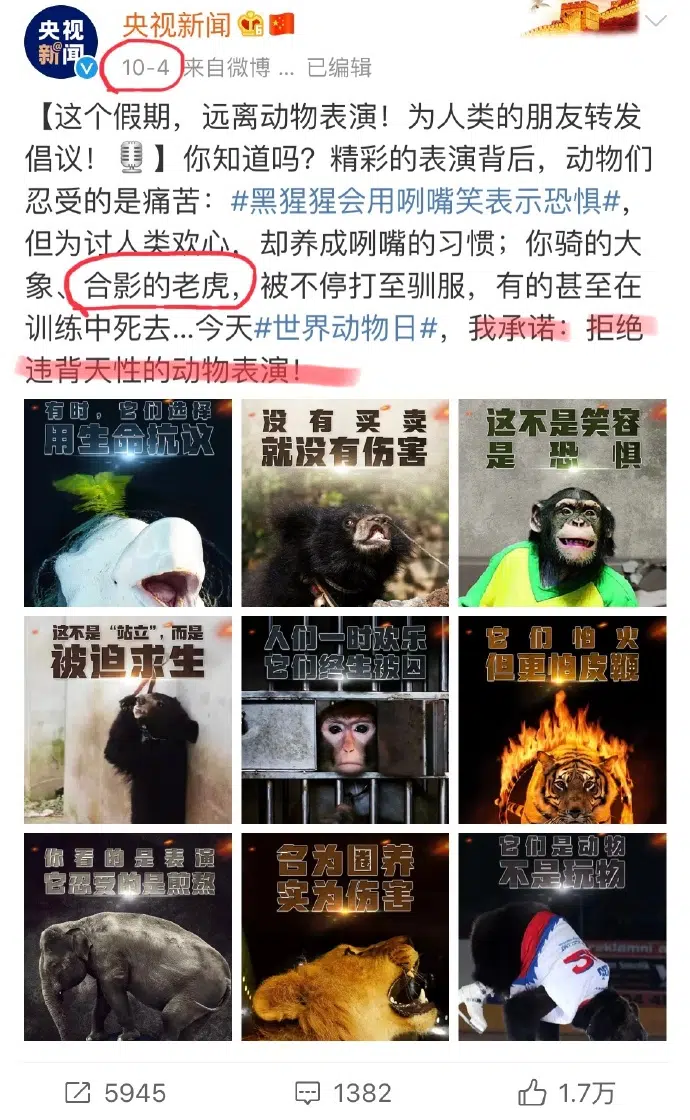 央视新闻
央视
新闻
10-4 来自微博 ... 已编辑
【这个假期，远离动物表演！为人类的朋友转发
倡议！🎙️】你知道吗？精彩的表演背后，动物们
忍受的是痛苦：#黑猩猩会用咧嘴笑表示恐惧#，
但为讨人类欢心，却养成咧嘴的习惯；你骑的大
象、合影的老虎，被不停打至驯服，有的甚至在
训练中死去...今天#世界动物日#，我承诺：拒绝
违背天性的动物表演！
有时，它们选择
用生命抗议
没有买卖
就没有伤害
这不是笑容
是恐惧
这不是“站立”，而是
被迫求生
人们一时欢乐
它们终生被囚
它们怕火
但更怕皮鞭
你看的是表演
它忍受的是煎熬
名为圈养
实为伤害
它们是动物
不是玩物
5945
1382
1.7万